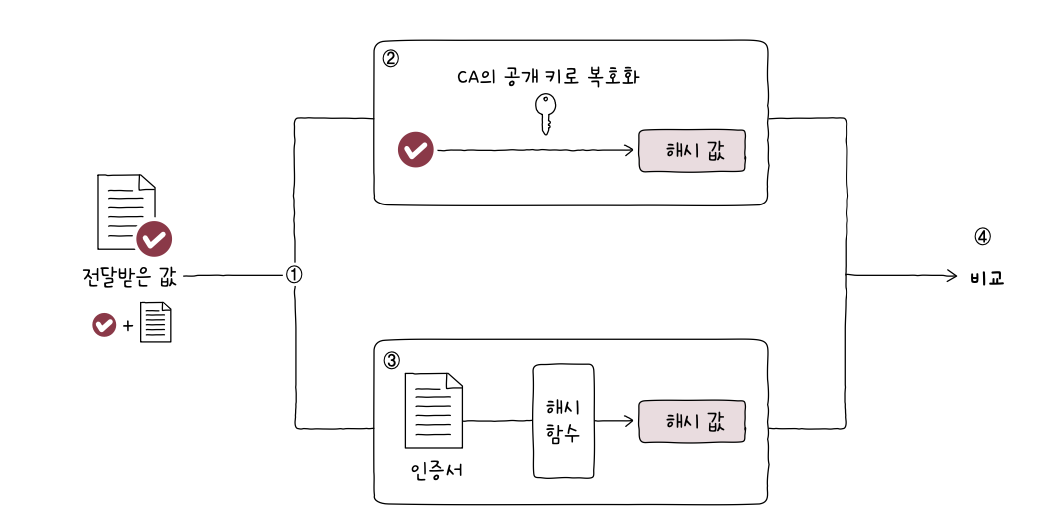 ②
CA의 공개 키로 복호화
해시 값
전달받은 값
①
+
③
인증서
해시
함수
해시 값
④
비교